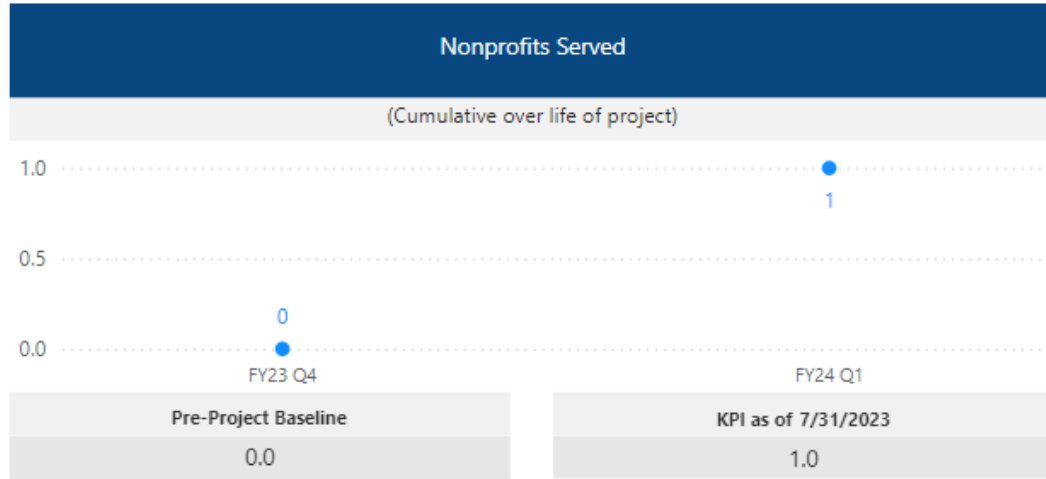 Nonprofits Served
(Cumulative over life of project)
1.0
1
0.5
0
0.0
FY23 Q4 FY24 Q1
Pre-Project Baseline KPI as of 7/31/2023
0.0 1.0